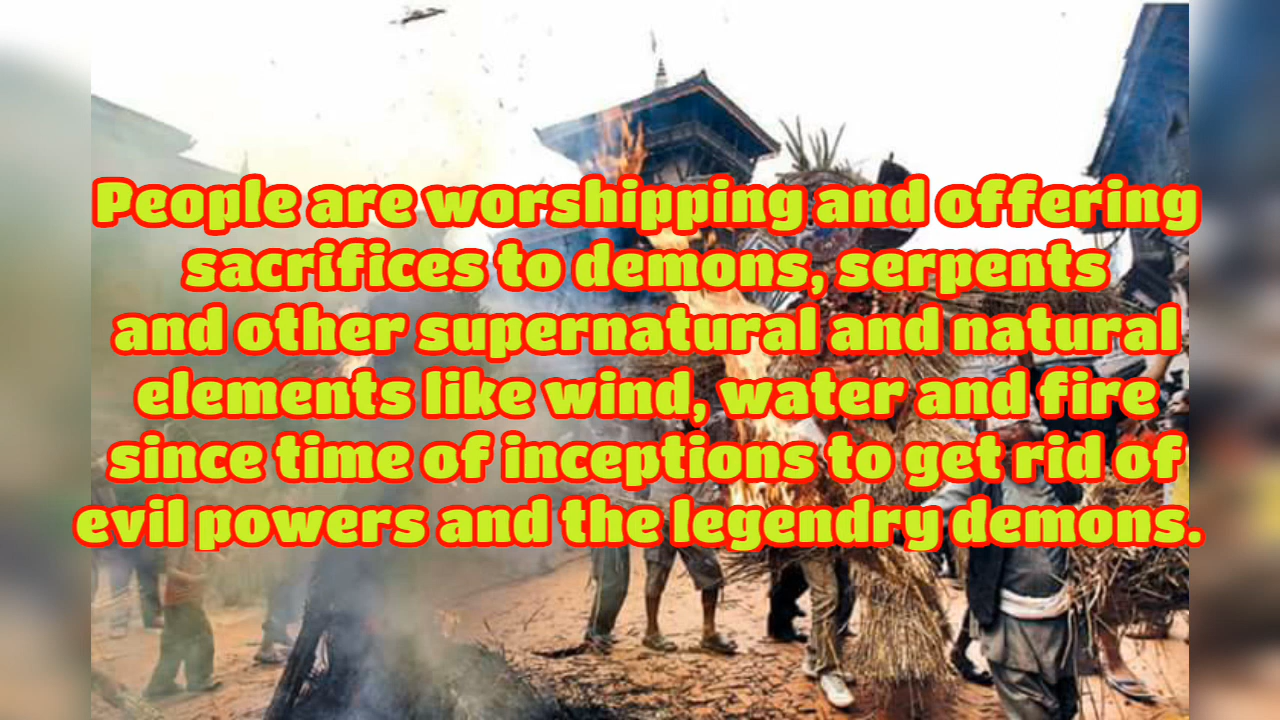 People are worshipping and offering
sacrifices to demons, serpents
and other supernatural and natural
elements like wind, water and fire
since time of inceptions to get rid of
evil powers and the legendry demons.